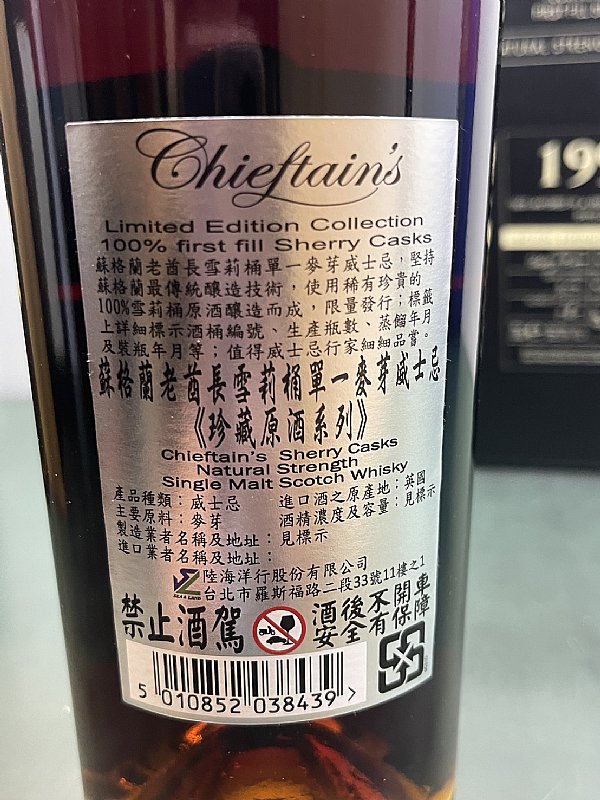 Chieftain's
Limited Edition Collection
100% first fill Sherry Casks
蘇格蘭老酋長雪莉桶單一麥芽威士忌，堅持
蘇格蘭最傳統釀造技術，使用稀有珍貴的
100%雪莉桶原酒釀造而成，限量發行；標籤
上詳細標示酒桶編號、生產瓶數、蒸餾年月
及裝瓶年月等；值得威士忌行家細細品嘗。
蘇格蘭老酋長雪莉桶單一麥芽威士忌
《珍藏原酒系列》
Chieftain's Sherry Casks
Natural Strength
Single Malt Scotch Whisky
產品種類：威士忌 進口酒之原產地：英國
主要原料：麥芽 酒精濃度及容量：見標示
製造業者名稱及地址：見標示
進口業者名稱及地址：
陸海洋行股份有限公司
SEA & LAND 台北市羅斯福路二段33號11樓之1
禁止酒駕 酒後不開車
安全有保障
5 010852 038439 >
199